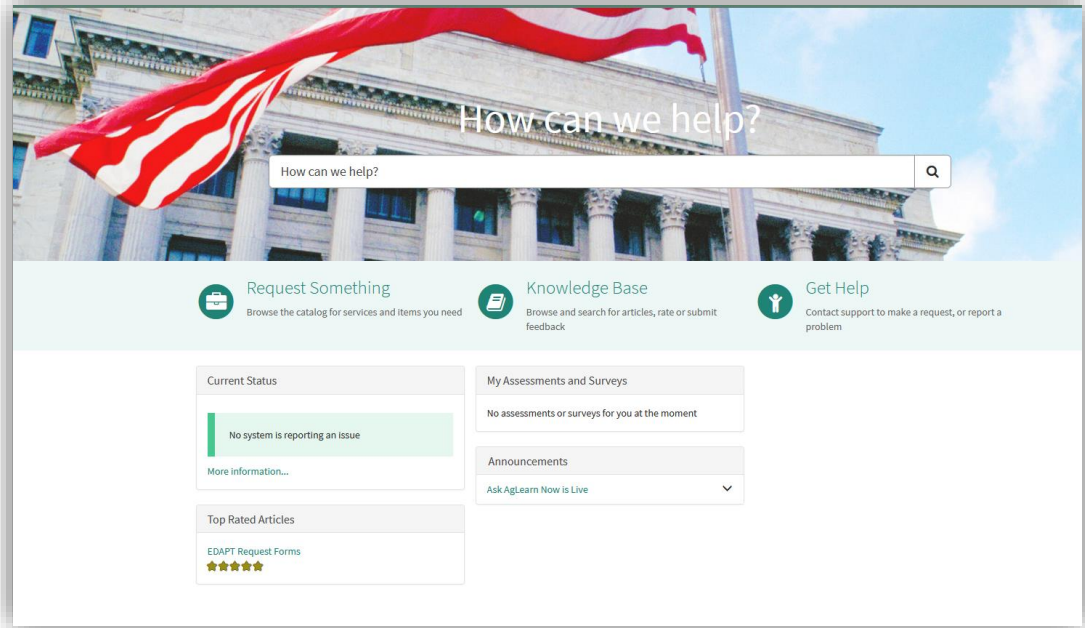 How can we help?
How can we help?
Request Something
Browse the catalog for services and items you need
Knowledge Base
Browse and search for articles, rate or submit
feedback
Get Help
Contact support to make a request, or report a
problem
Current Status
No system is reporting an issue
More information...
Top Rated Articles
EDAPT Request Forms
My Assessments and Surveys
No assessments or surveys for you at the moment
Announcements
Ask AgLearn Now is Live